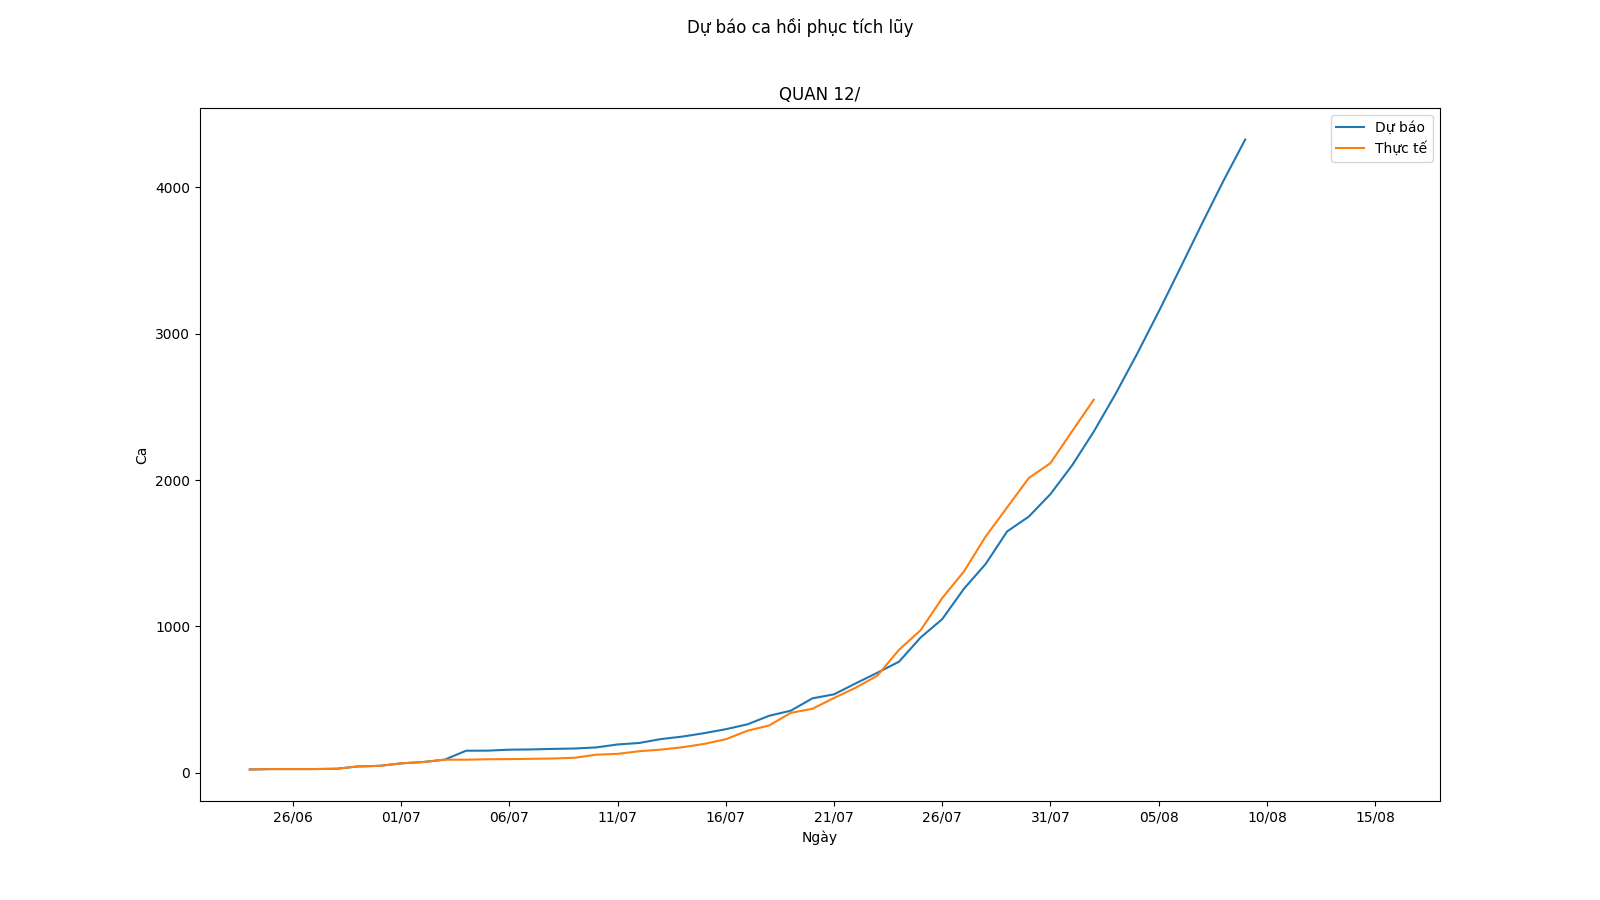 Dự báo ca hồi phục tích lũy
QUAN 12/
Dự báo
Thực tế
4000
3000
2000
1000
0
Ca
26/06 01/07 06/07 11/07 16/07 21/07 26/07 31/07 05/08 10/08 15/08
Ngày